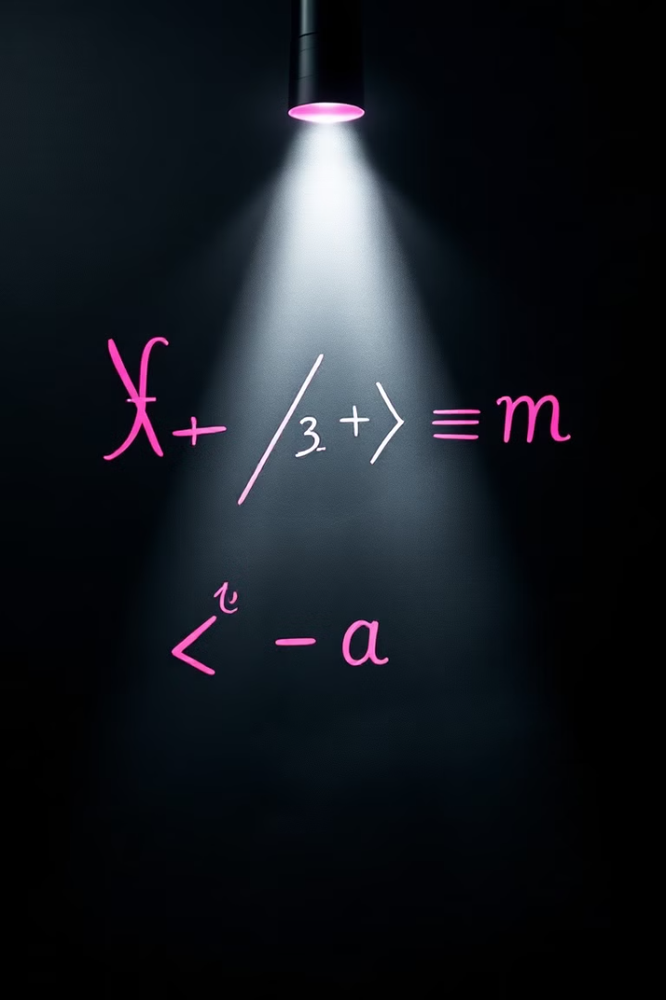 + / 3 + > ≡ m
< - a